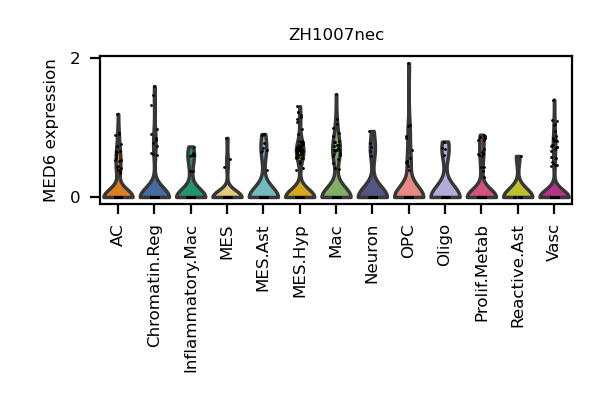 ZH1007nec
MED6 expression
2
0
AC
Chromatin.Reg
Inflammatory.Mac
MES
MES.Ast
MES.Hyp
Mac
Neuron
OPC
Oligo
Prolif.Metab
Reactive.Ast
Vasc